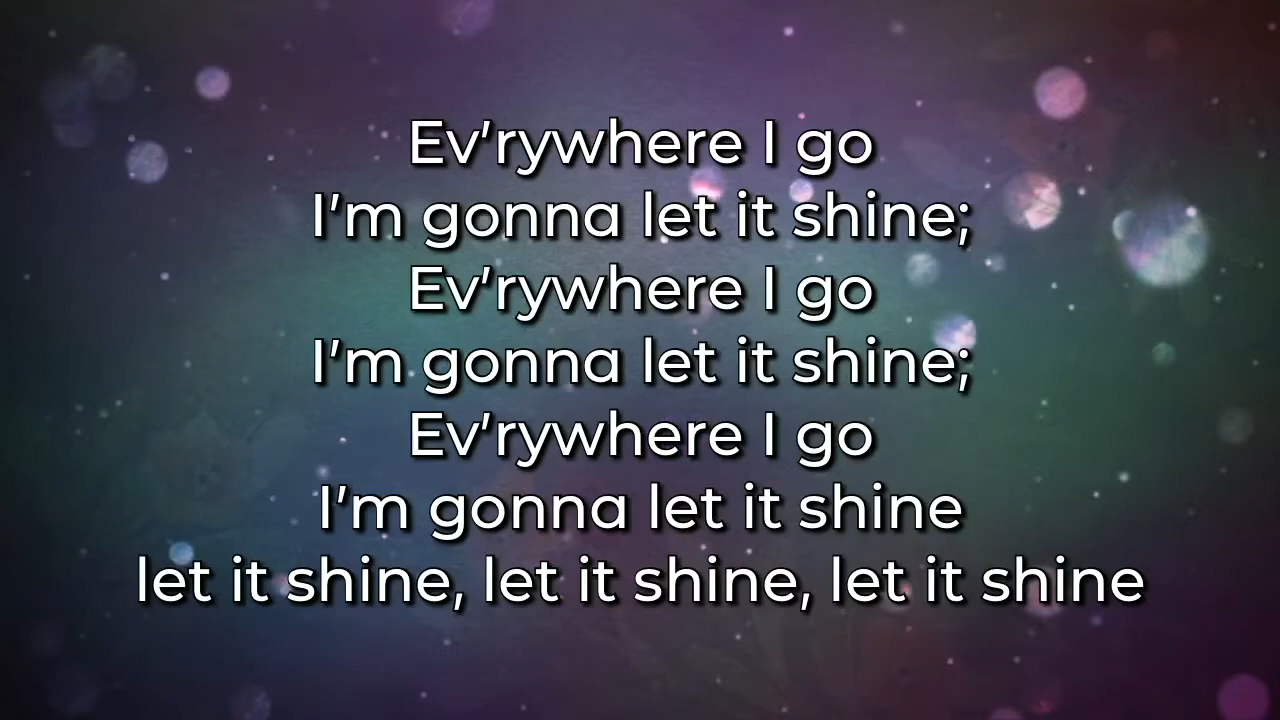 Ev’rywhere I go
I’m gonna let it shine;
Ev’rywhere I go
I’m gonna let it shine;
Ev’rywhere I go
I’m gonna let it shine
let it shine, let it shine, let it shine